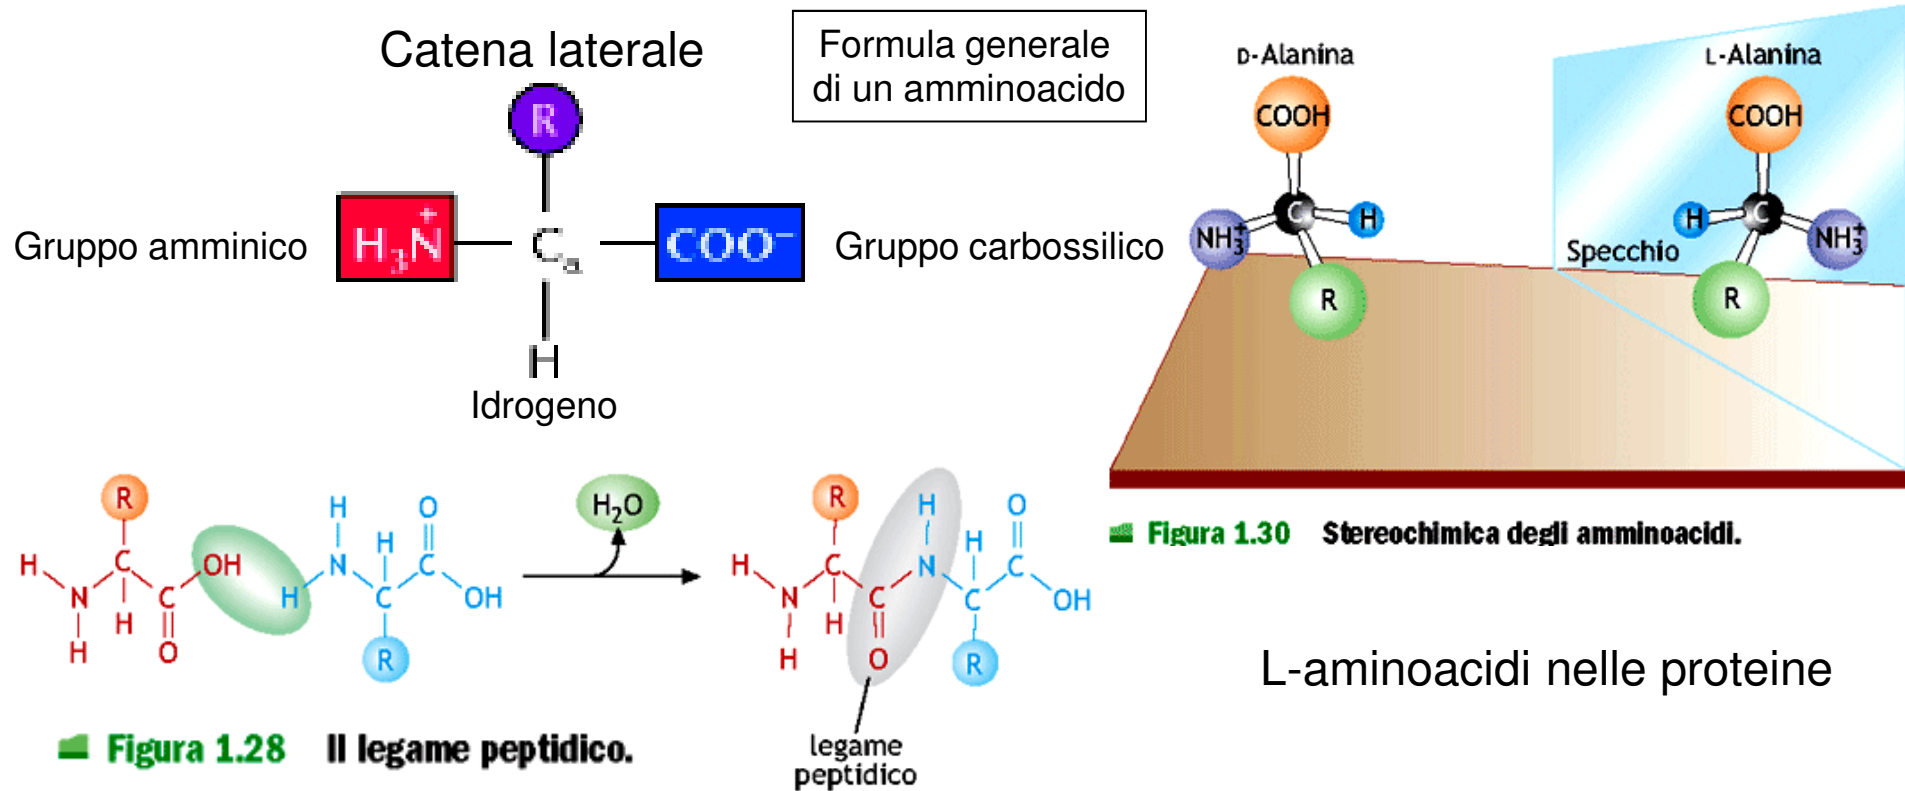 Catena laterale
Formula generale
di un amminoacido
R
Gruppo amminico
H₃N⁺
Cα
COO⁻
Gruppo carbossilico
H
Idrogeno
D-Alanina
L-Alanina
COOH
COOH
C
H
H
C
NH₃⁺
NH₃⁺
Specchio
R
R
Figura 1.30 Stereochimica degli amminoacidi.
R
H
O
H₂O
R
H
O
H
C
OH
N
H
C
H
C
N
H
C
N
C
H
C
OH
N
H
C
C
OH
H
O
H
R
H
O
R
legame
peptidico
Figura 1.28 Il legame peptidico.
L-aminoacidi nelle proteine